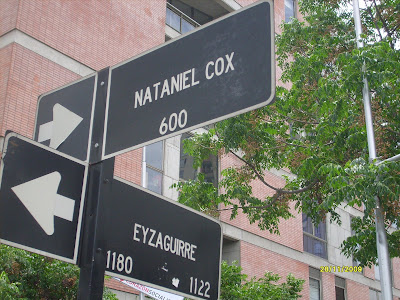 NATANIEL COX
600
EYZAGUIRRE
1180 1122